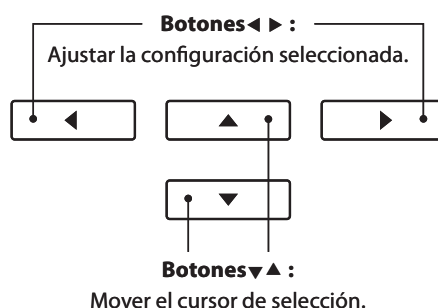 Botones◀ ▶ :
Ajustar la configuración seleccionada.
◀ ▲ ▶
▼
Botones▼▲ :
Mover el cursor de selección.